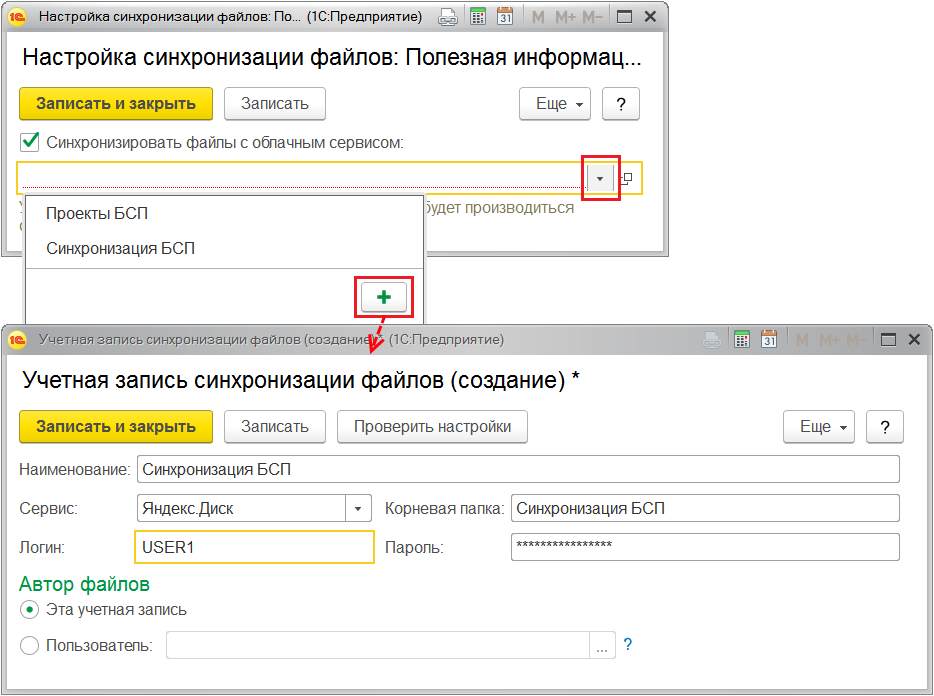 Настройка синхронизации файлов: По... (1С:Предприятие) 31 M M+ M-
Настройка синхронизации файлов: Полезная информац...
Записать и закрыть Записать Еще ?
Синхронизировать файлы с облачным сервисом:
будет производиться
Проекты БСП
Синхронизация БСП
Учетная запись синхронизации файлов (создание) * (1С:Предприятие) 31 M M+ M-
Учетная запись синхронизации файлов (создание) *
Записать и закрыть Записать Проверить настройки Еще ?
Наименование: Синхронизация БСП
Сервис: Яндекс.Диск Корневая папка: Синхронизация БСП
Логин: USER1 Пароль: ****************
Автор файлов
Эта учетная запись
Пользователь: ... ?